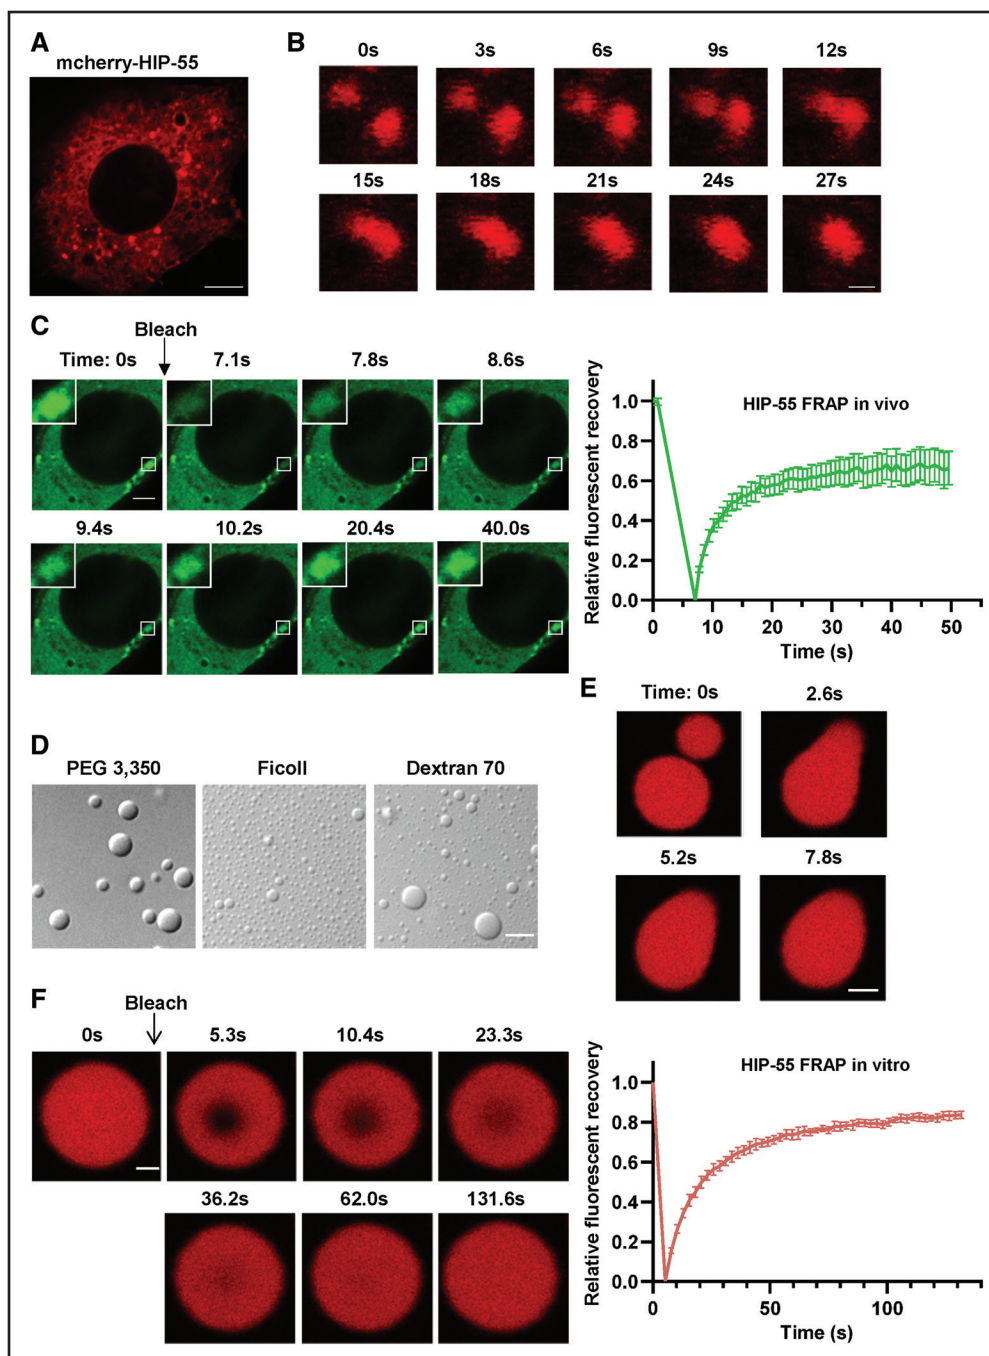 A
mcherry-HIP-55
B
0s 3s 6s 9s 12s
15s 18s 21s 24s 27s
C
Bleach
Time: 0s 7.1s 7.8s 8.6s
9.4s 10.2s 20.4s 40.0s
HIP-55 FRAP in vivo
Relative fluorescent recovery
1.0
0.8
0.6
0.4
0.2
0.0
0 10 20 30 40 50
Time (s)
D
PEG 3,350 Ficoll Dextran 70
E
Time: 0s 2.6s
5.2s 7.8s
F
Bleach
0s 5.3s 10.4s 23.3s
36.2s 62.0s 131.6s
HIP-55 FRAP in vitro
Relative fluorescent recovery
1.0
0.8
0.6
0.4
0.2
0.0
0 50 100
Time (s)